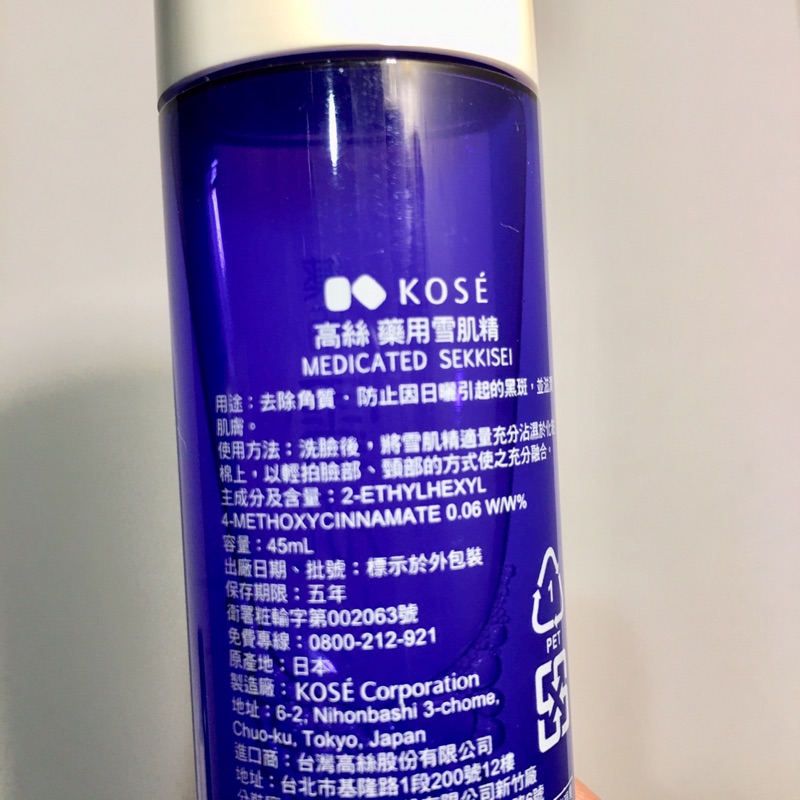 KOSÉ
高絲 藥用雪肌精
MEDICATED SEKKISEI
用途：去除角質，防止因日曬引起的黑斑，並滋潤
肌膚。
使用方法：洗臉後，將雪肌精適量充分沾濕於化
棉上，以輕拍臉部、頸部的方式使之充分融合。
主成分及含量：2-ETHYLHEXYL
4-METHOXYCINNAMATE 0.06 W/W%
容量：45mL
出廠日期、批號：標示於外包裝
保存期限：五年
衛署粧輸字第002063號
免費專線：0800-212-921
原產地：日本
製造廠：KOSÉ Corporation
地址：6-2, Nihonbashi 3-chome,
Chuo-ku, Tokyo, Japan
進口商：台灣高絲股份有限公司
地址：台北市基隆路1段200號12樓
有限公司新竹廠
1
PET